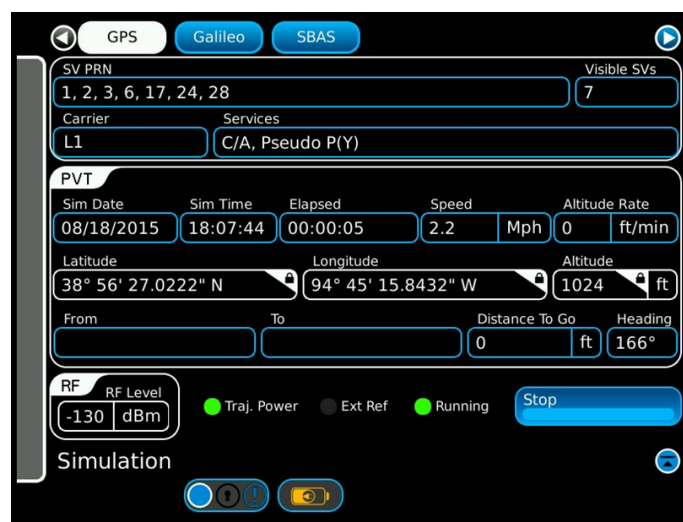 GPS Galileo SBAS
SV PRN Visible SVs
1, 2, 3, 6, 17, 24, 28 7
Carrier Services
L1 C/A, Pseudo P(Y)
PVT
Sim Date Sim Time Elapsed Speed Altitude Rate
08/18/2015 18:07:44 00:00:05 2.2 Mph 0 ft/min
Latitude Longitude Altitude
38° 56' 27.0222" N 94° 45' 15.8432" W 1024 ft
From To Distance To Go Heading
0 ft 166°
RF RF Level
-130 dBm Traj. Power Ext Ref Running Stop
Simulation